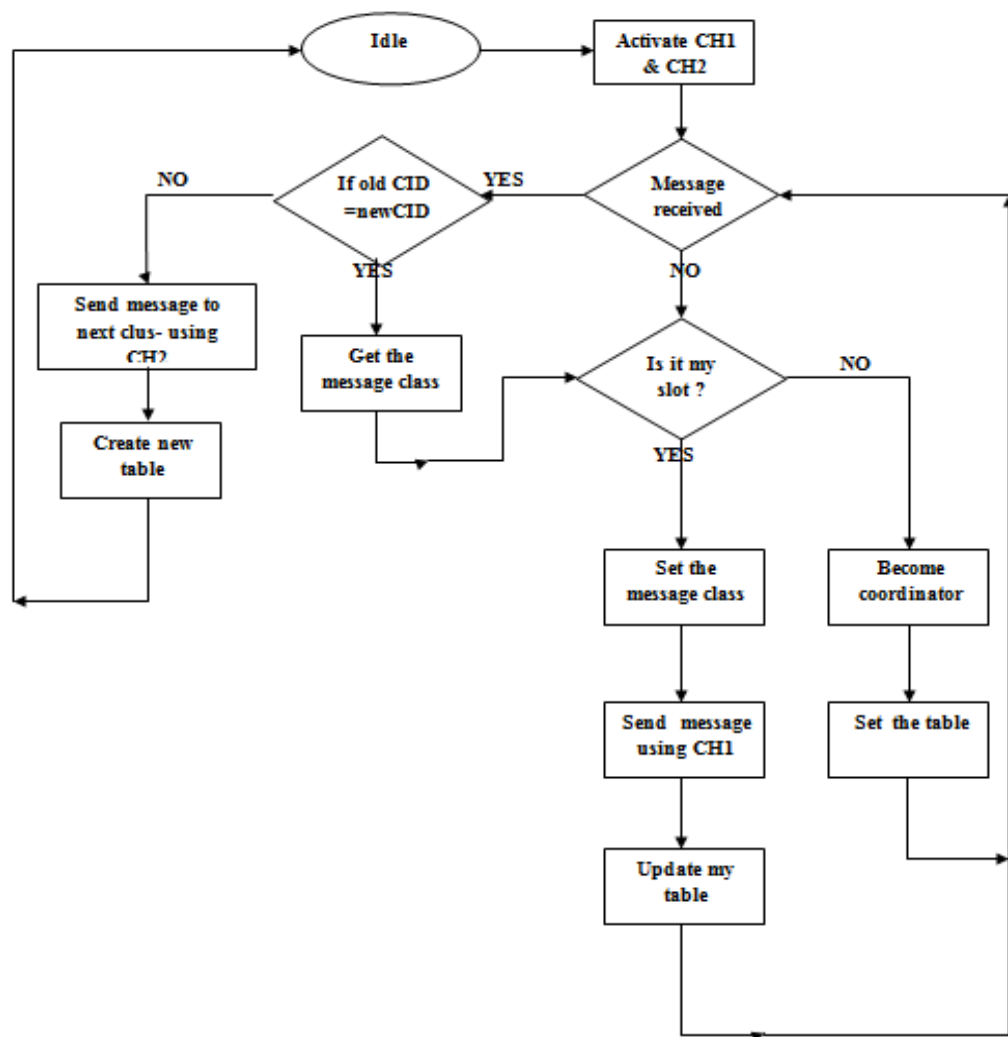 Idle
Activate CH1
& CH2
If old CID
=newCID
YES
Message
received
NO
YES
NO
Send message to
next clus- using
CH2
Get the
message class
Is it my
slot ?
NO
Create new
table
YES
Set the
message class
Become
coordinator
Send message
using CH1
Set the table
Update my
table